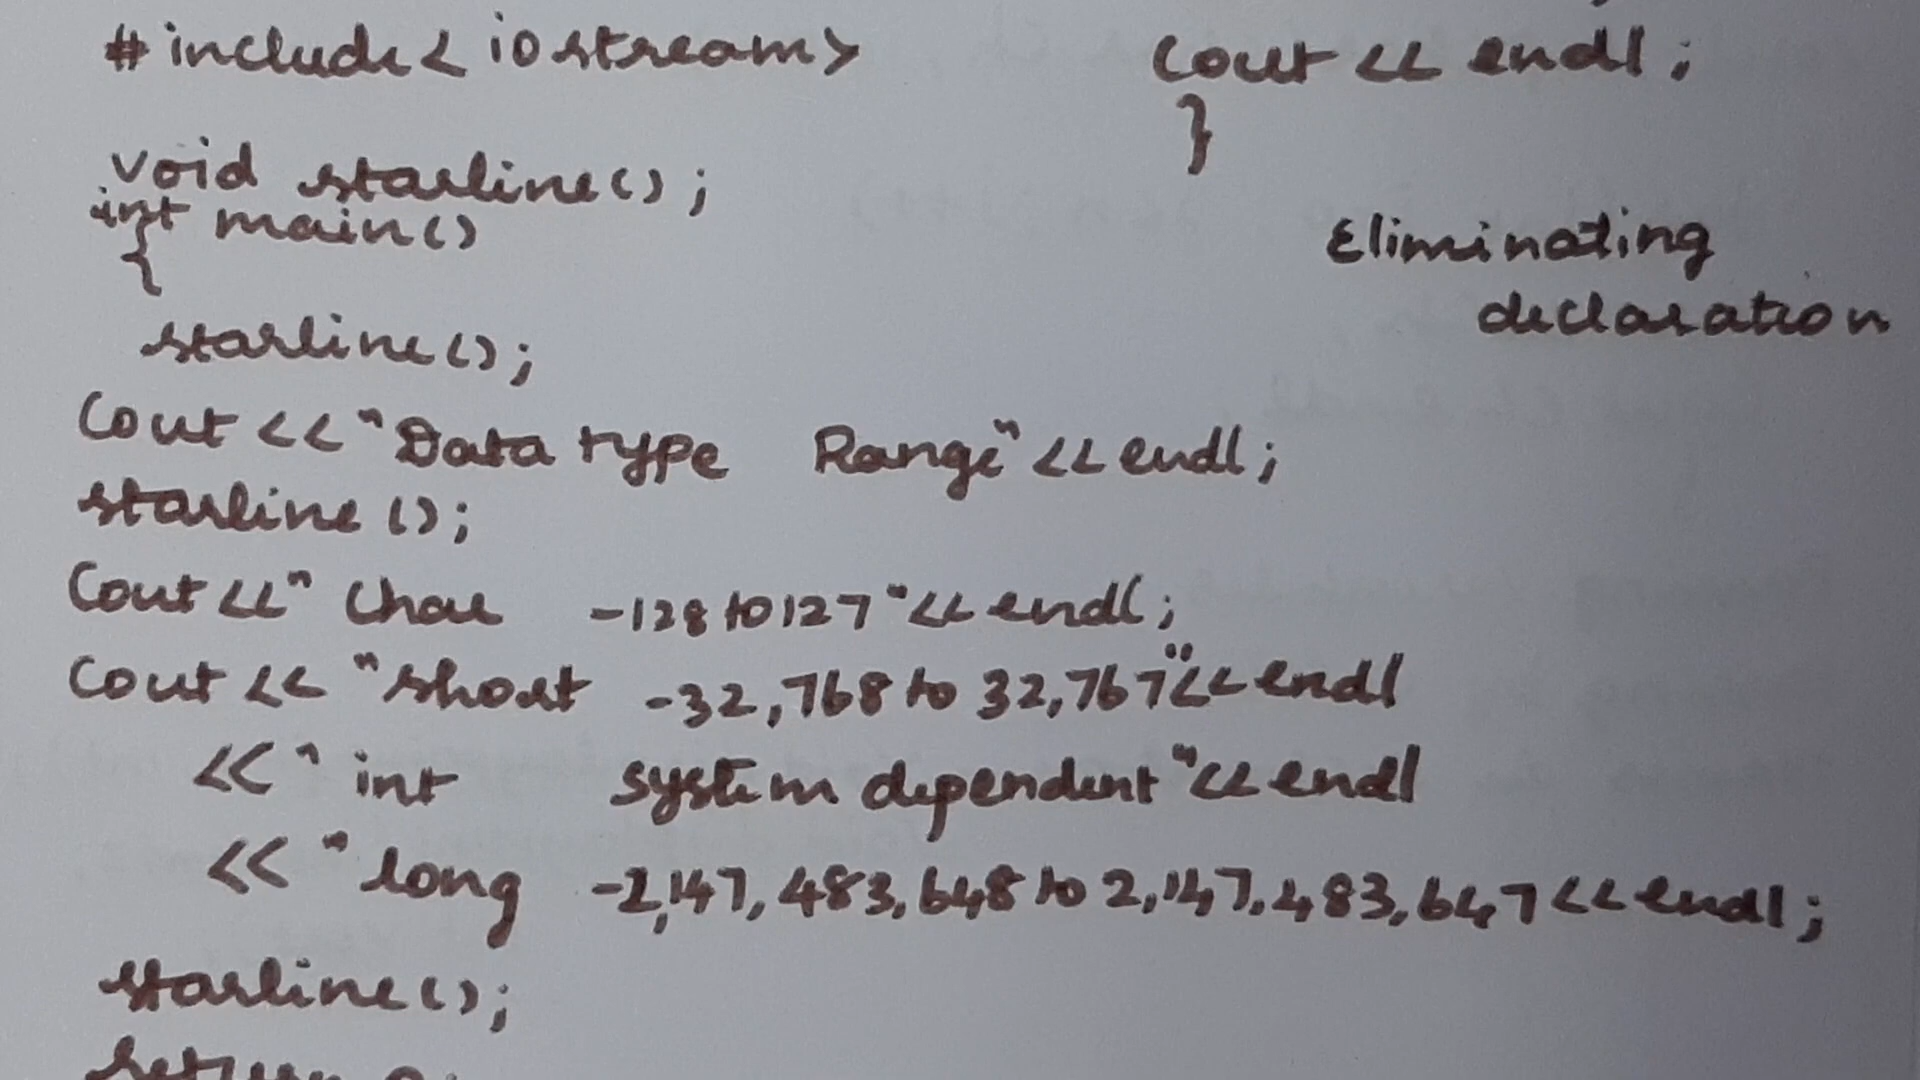 #include<iostream>
void starline();
int main()
{
starline();
Cout<<"Data type Range"<<endl;
starline();
Cout<<"Char -128 to 127"<<endl;
Cout<<"short -32,768 to 32,767"<<endl
<<"int system dependent"<<endl
<<"long -2,147,483,648 to 2,147,483,647<<endl;
starline();
Cout<<endl;
}
Eliminating
declaration